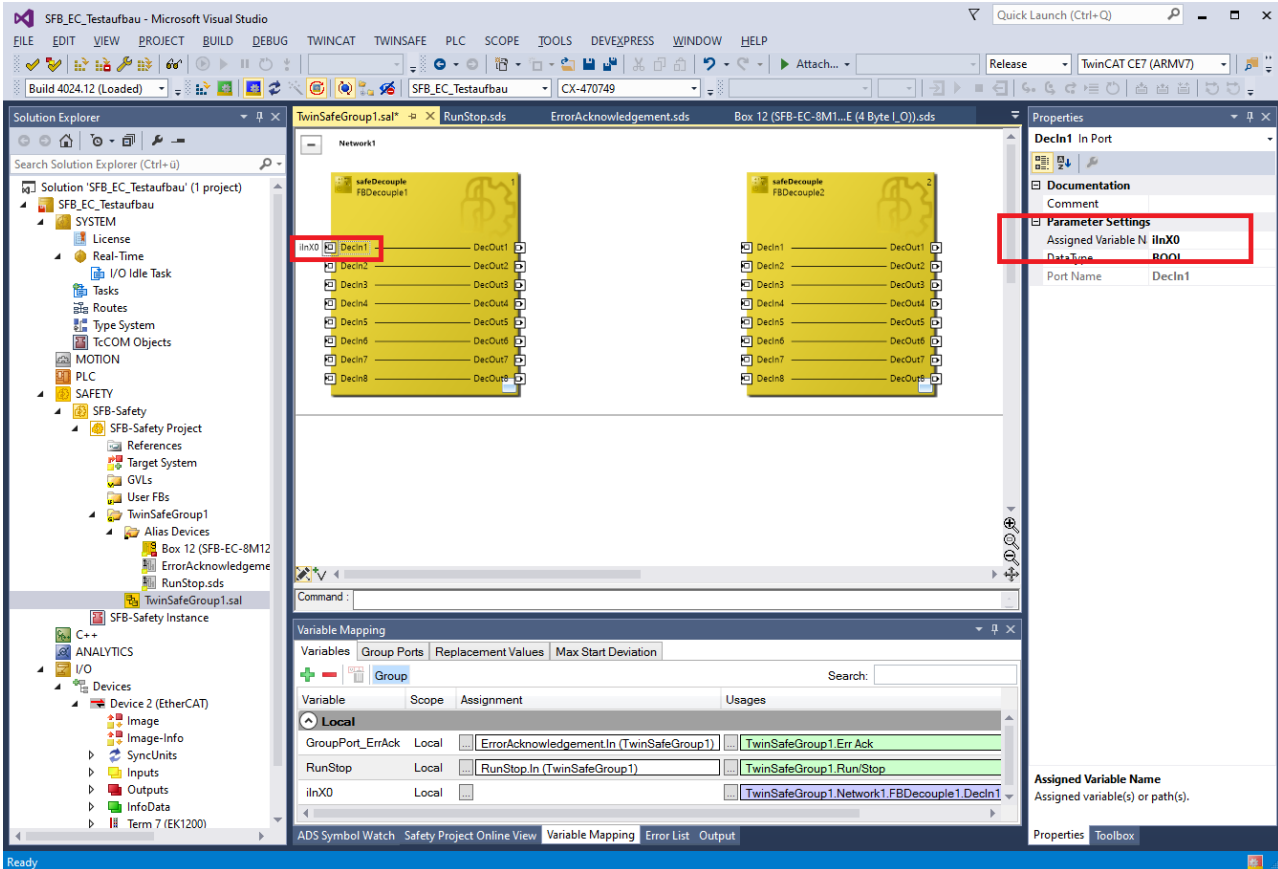 SFB_EC_Testaufbau - Microsoft Visual Studio
Quick Launch (Ctrl+Q)
FILE EDIT VIEW PROJECT BUILD DEBUG TWINCAT TWINSAFE PLC SCOPE TOOLS DEVEXPRESS WINDOW HELP
Attach...
Release
TwinCAT CE7 (ARMV7)
Build 4024.12 (Loaded)
SFB_EC_Testaufbau
CX-470749
Solution Explorer
Search Solution Explorer (Ctrl+ü)
Solution 'SFB_EC_Testaufbau' (1 project)
SFB_EC_Testaufbau
SYSTEM
License
Real-Time
I/O Idle Task
Tasks
Routes
Type System
TcCOM Objects
MOTION
PLC
SAFETY
SFB-Safety
SFB-Safety Project
References
Target System
GVLs
User FBs
TwinSafeGroup1
Alias Devices
Box 12 (SFB-EC-8M12
ErrorAcknowledgeme
RunStop.sds
TwinSafeGroup1.sal
SFB-Safety Instance
C++
ANALYTICS
I/O
Devices
Device 2 (EtherCAT)
Image
Image-Info
SyncUnits
Inputs
Outputs
InfoData
Term 7 (EK1200)
TwinSafeGroup1.sal* RunStop.sds ErrorAcknowledgement.sds Box 12 (SFB-EC-8M1...E (4 Byte I_O)).sds
Network1
safeDecouple 1
FBDecouple1
iInX0 DecIn1 DecOut1
DecIn2 DecOut2
DecIn3 DecOut3
DecIn4 DecOut4
DecIn5 DecOut5
DecIn6 DecOut6
DecIn7 DecOut7
DecIn8 DecOut8
safeDecouple 2
FBDecouple2
DecIn1 DecOut1
DecIn2 DecOut2
DecIn3 DecOut3
DecIn4 DecOut4
DecIn5 DecOut5
DecIn6 DecOut6
DecIn7 DecOut7
DecIn8 DecOut8
Command :
Variable Mapping
Variables Group Ports Replacement Values Max Start Deviation
Group
Search:
Variable Scope Assignment Usages
Local
GroupPort_ErrAck Local ... ErrorAcknowledgement.In (TwinSafeGroup1) ... TwinSafeGroup1.Err Ack
RunStop Local ... RunStop.In (TwinSafeGroup1) ... TwinSafeGroup1.Run/Stop
iInX0 Local ... ... TwinSafeGroup1.Network1.FBDecouple1.DecIn1
ADS Symbol Watch Safety Project Online View Variable Mapping Error List Output
Properties
DecIn1 In Port
Documentation
Comment
Parameter Settings
Assigned Variable N iInX0
DataType BOOL
Port Name DecIn1
Assigned Variable Name
Assigned variable(s) or path(s).
Properties Toolbox
Ready